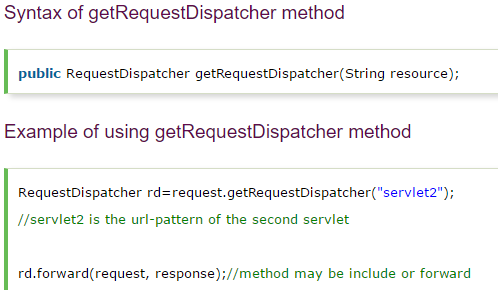 Syntax of getRequestDispatcher method
public RequestDispatcher getRequestDispatcher(String resource);
Example of using getRequestDispatcher method
RequestDispatcher rd=request.getRequestDispatcher("servlet2");
//servlet2 is the url-pattern of the second servlet
rd.forward(request, response);//method may be include or forward